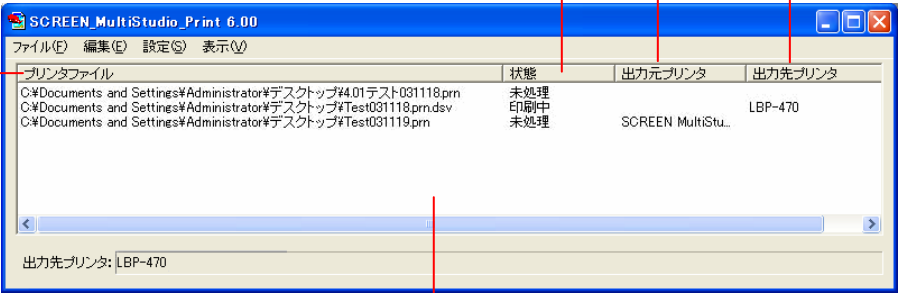 SCREEN_MultiStudio_Print 6.00
ファイル(F) 編集(E) 設定(S) 表示(V)
プリンタファイル 状態 出力元プリンタ 出力先プリンタ
C:¥Documents and Settings¥Administrator¥デスクトップ¥4.01テスト031118.prn 未処理
C:¥Documents and Settings¥Administrator¥デスクトップ¥Test031118.prn.dsv 印刷中 LBP-470
C:¥Documents and Settings¥Administrator¥デスクトップ¥Test031119.prn 未処理 SCREEN MultiStu...
出力先プリンタ: LBP-470